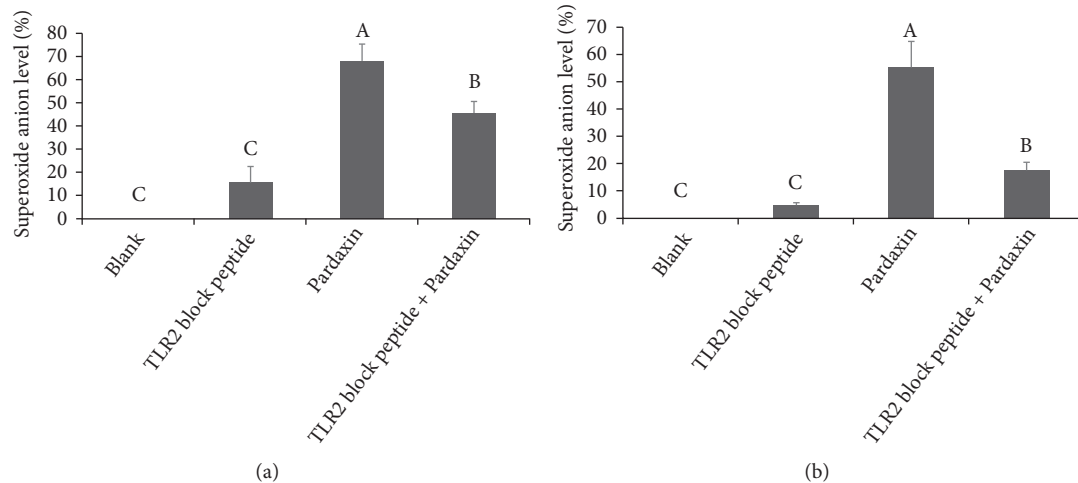 Superoxide anion level (%)
80
70
60
50
40
30
20
10
0
C
C
A
B
Blank
TLR2 block peptide
Pardaxin
TLR2 block peptide + Pardaxin
(a)
Superoxide anion level (%)
70
60
50
40
30
20
10
0
C
C
A
B
Blank
TLR2 block peptide
Pardaxin
TLR2 block peptide + Pardaxin
(b)